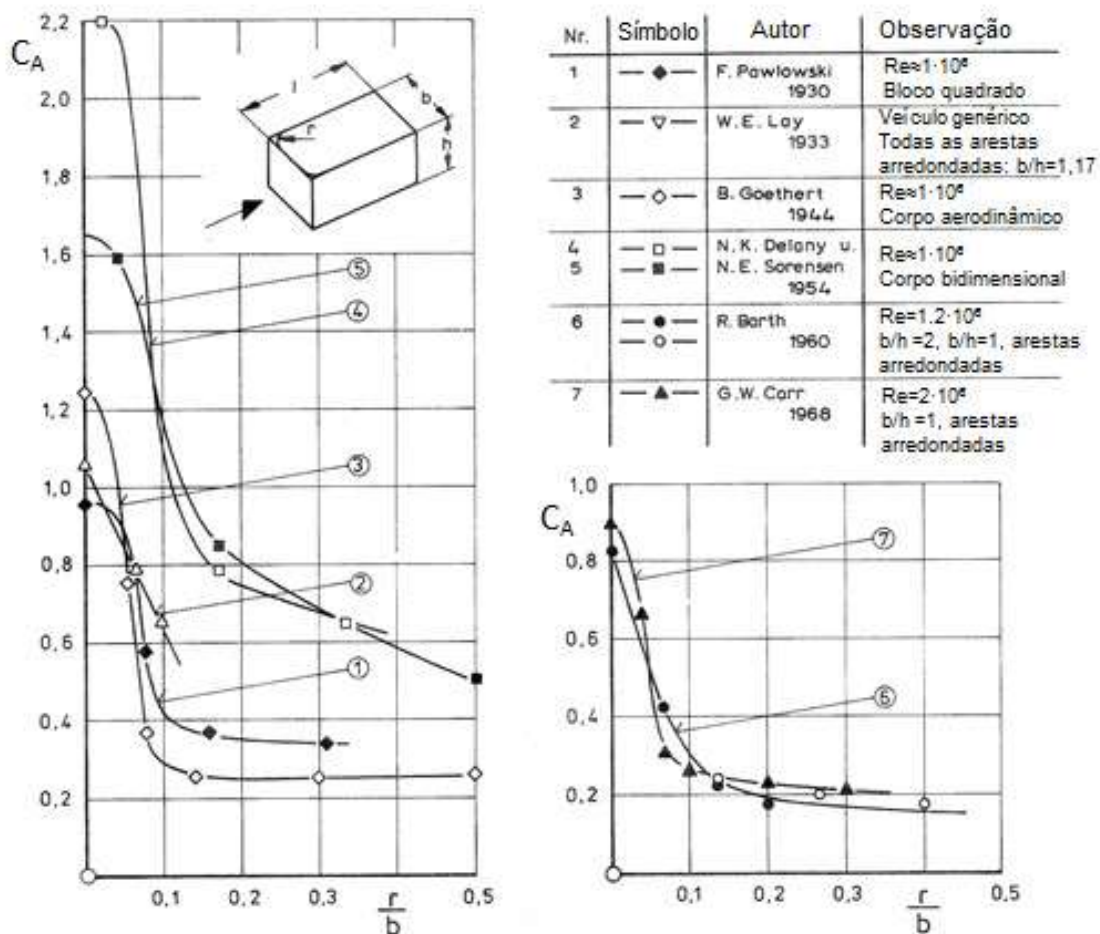 C_A
2,2
2,0
1,8
1,6
1,4
1,2
1,0
0,8
0,6
0,4
0,2
0,1
0,3
r/b
0,5
l
b
h
r
⑤
④
③
②
①
Nr. Símbolo Autor Observação
1 F. Pawlowski 1930 Re≈1·10⁶
Bloco quadrado
2 W.E. Lay 1933 Veículo genérico
Todas as arestas
arredondadas: b/h=1,17
3 B. Goethert 1944 Re≈1·10⁶
Corpo aerodinâmico
4 N.K. Delany u.
5 N.E. Sorensen 1954 Re≈1·10⁶
Corpo bidimensional
6 R. Barth 1960 Re=1.2·10⁶
b/h =2, b/h=1, arestas
arredondadas
7 G.W. Carr 1968 Re=2·10⁶
b/h =1, arestas
arredondadas
C_A
1,0
0,8
0,6
0,4
0,2
0,1
0,2
0,3
r/b
0,5
⑦
⑥